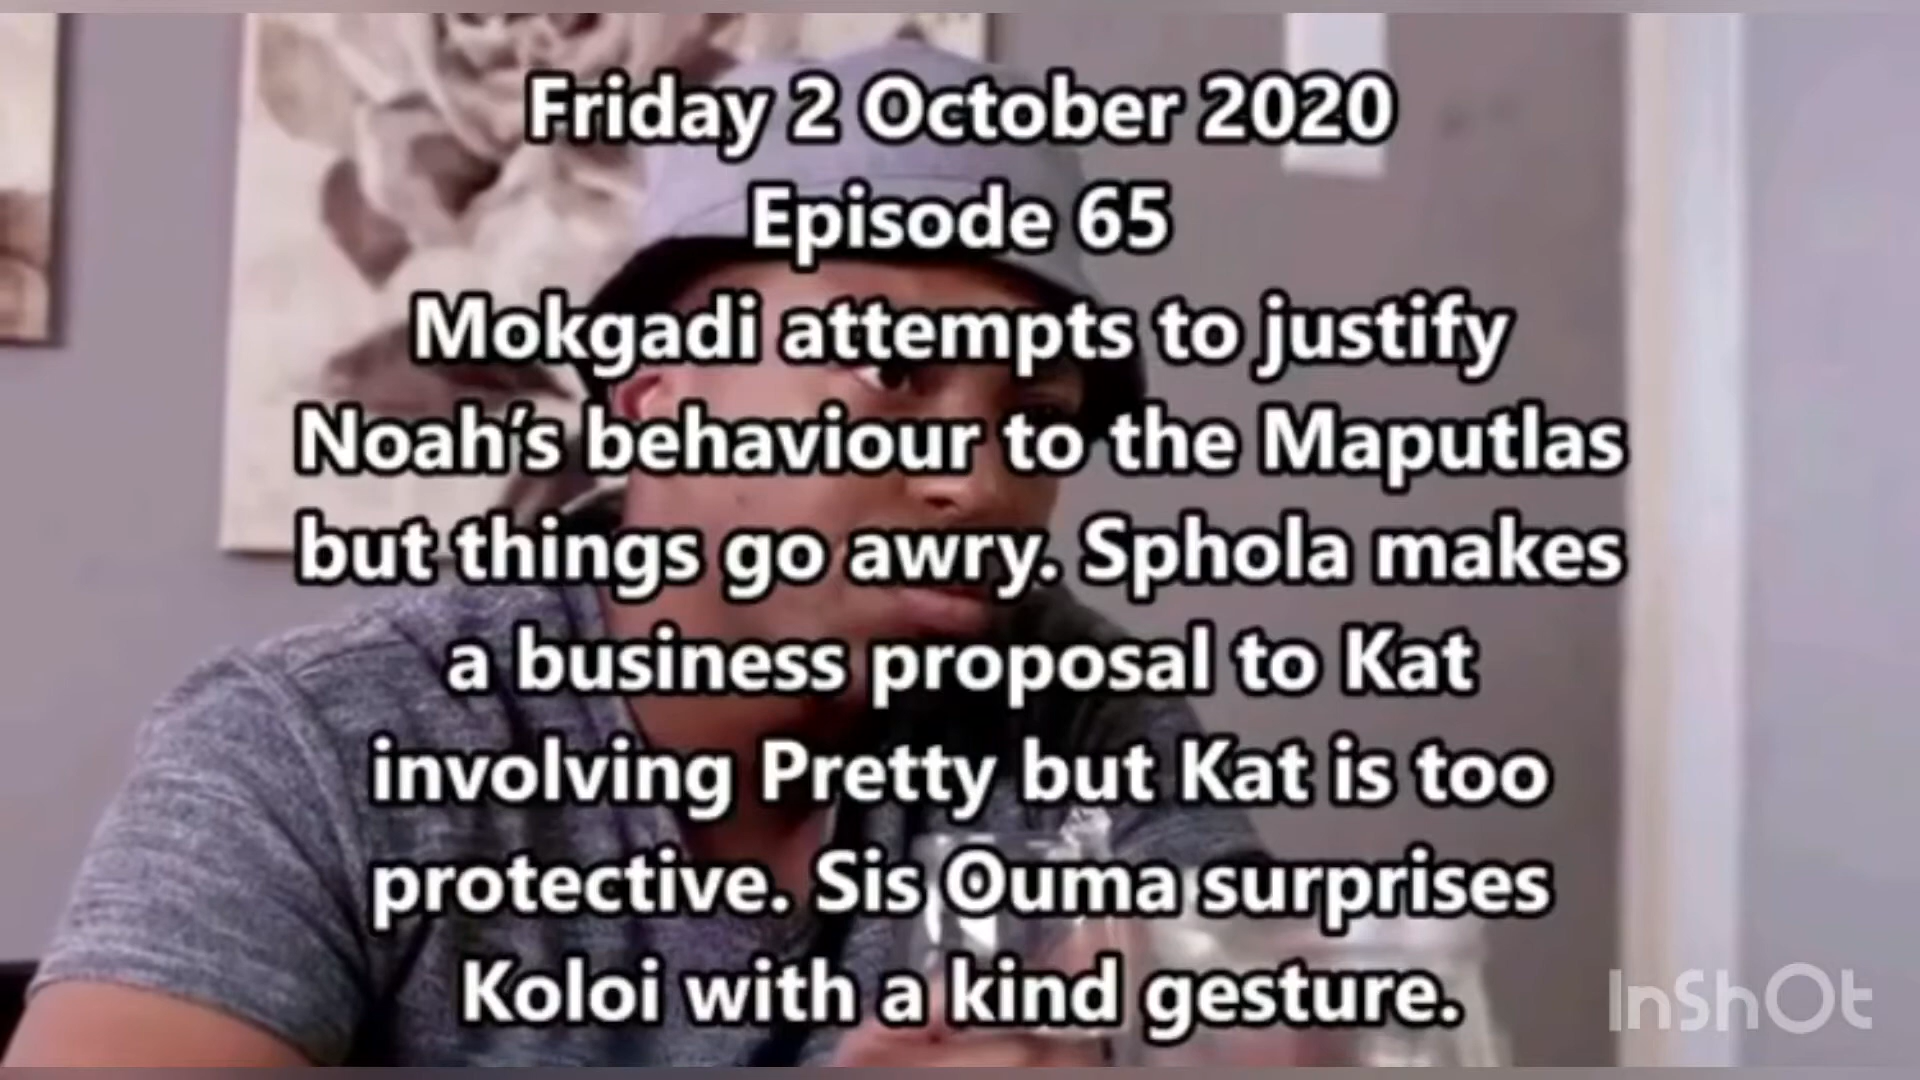 Friday 2 October 2020
Episode 65
Mokgadi attempts to justify
Noah's behaviour to the Maputlas
but things go awry. Sphola makes
a business proposal to Kat
involving Pretty but Kat is too
protective. Sis Ouma surprises
Koloi with a kind gesture.
InShOt